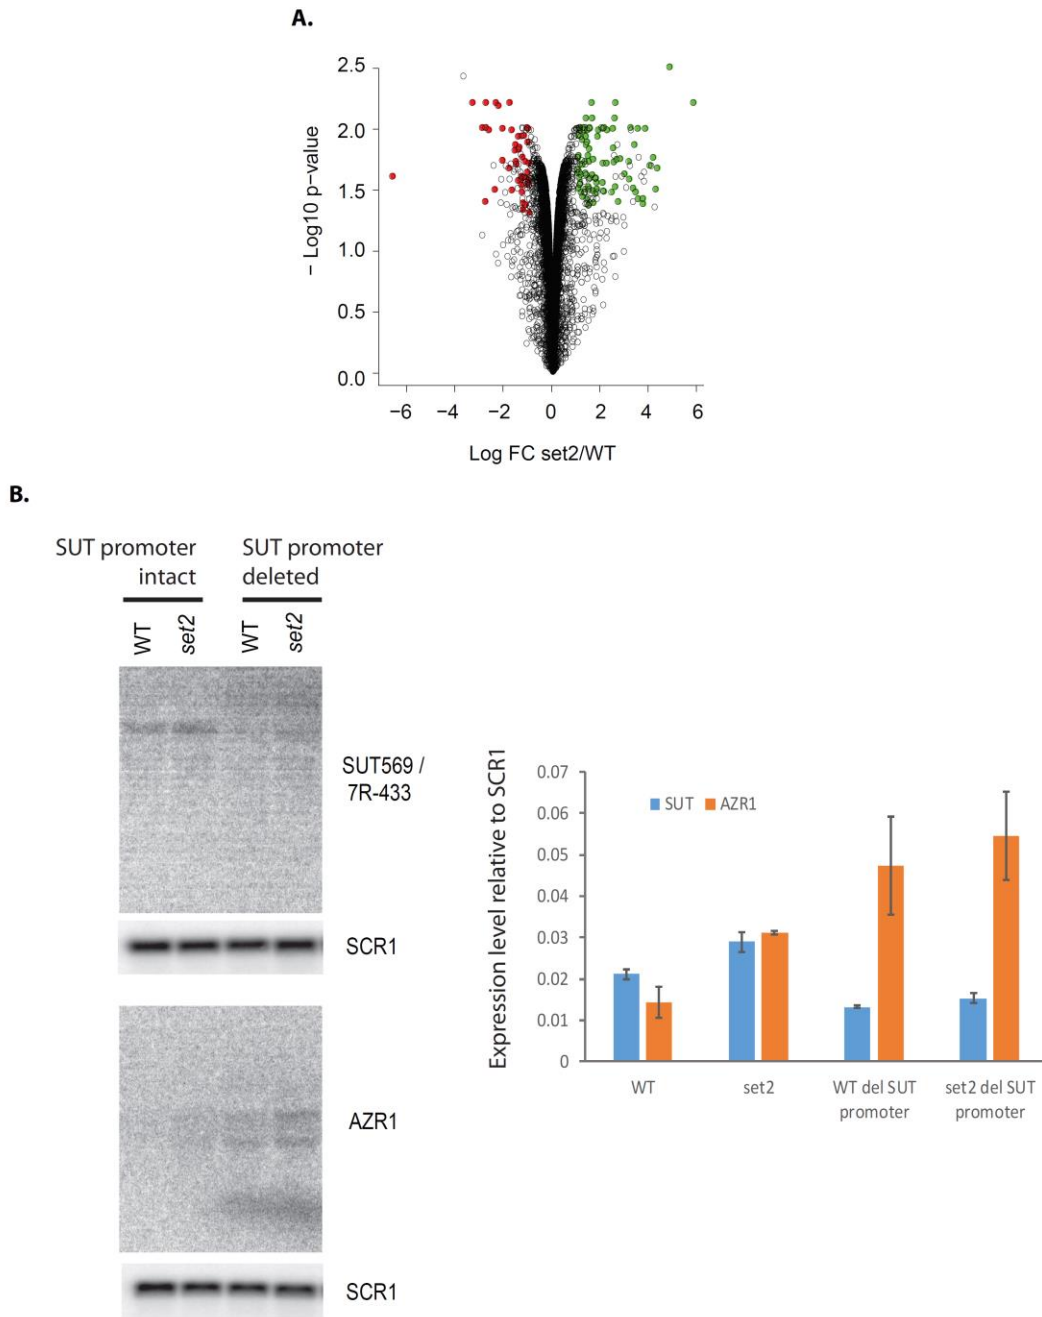 A.
2.5
2.0
1.5
1.0
0.5
0.0
− Log10 p−value
−6 −4 −2 0 2 4 6
Log FC set2/WT
B.
SUT promoter
intact
SUT promoter
deleted
WT set2 WT set2
SUT569 /
7R-433
SCR1
AZR1
SCR1
Expression level relative to SCR1
0.07
0.06
0.05
0.04
0.03
0.02
0.01
0
SUT AZR1
WT
set2
WT del SUT
promoter
set2 del SUT
promoter